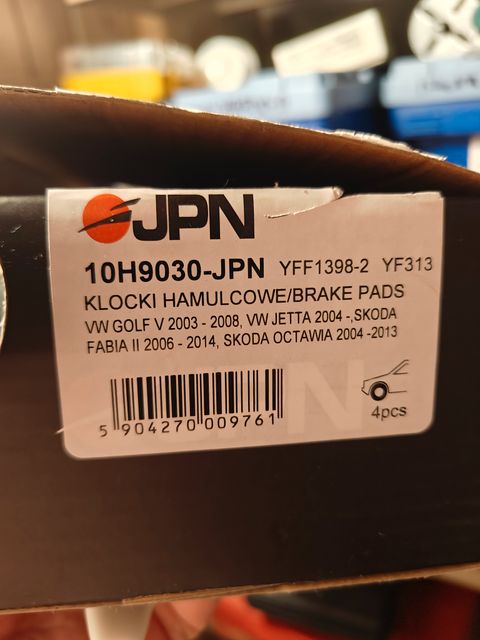 JPN
10H9030-JPN YFF1398-2 YF313
KLOCKI HAMULCOWE/BRAKE PADS
VW GOLF V 2003 - 2008, VW JETTA 2004 -,SKODA
FABIA II 2006 - 2014, SKODA OCTAWIA 2004 -2013
5 904270 009761
4pcs